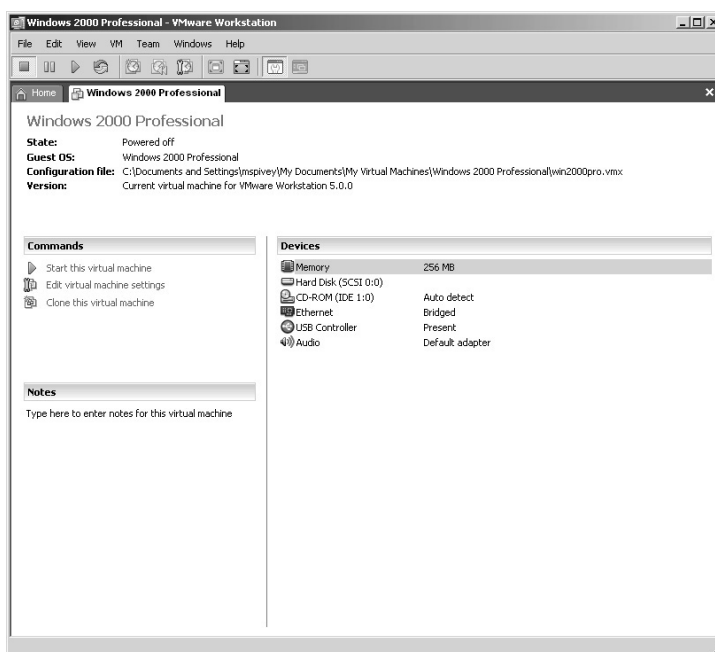 Windows 2000 Professional - VMware Workstation
File Edit View VM Team Windows Help
Home Windows 2000 Professional
Windows 2000 Professional
State: Powered off
Guest OS: Windows 2000 Professional
Configuration file: C:\Documents and Settings\mspivey\My Documents\My Virtual Machines\Windows 2000 Professional\win2000pro.vmx
Version: Current virtual machine for VMware Workstation 5.0.0
Commands
Start this virtual machine
Edit virtual machine settings
Clone this virtual machine
Notes
Type here to enter notes for this virtual machine
Devices
Memory 256 MB
Hard Disk (SCSI 0:0)
CD-ROM (IDE 1:0) Auto detect
Ethernet Bridged
USB Controller Present
Audio Default adapter